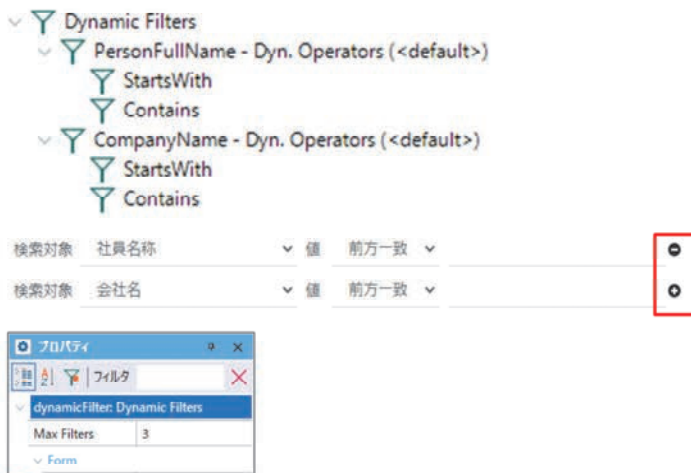 Dynamic Filters
PersonFullName - Dyn. Operators (<default>)
StartsWith
Contains
CompanyName - Dyn. Operators (<default>)
StartsWith
Contains
検索対象 社員名称 値 前方一致
検索対象 会社名 値 前方一致
プロパティ
フィルタ
dynamicFilter: Dynamic Filters
Max Filters 3
Form